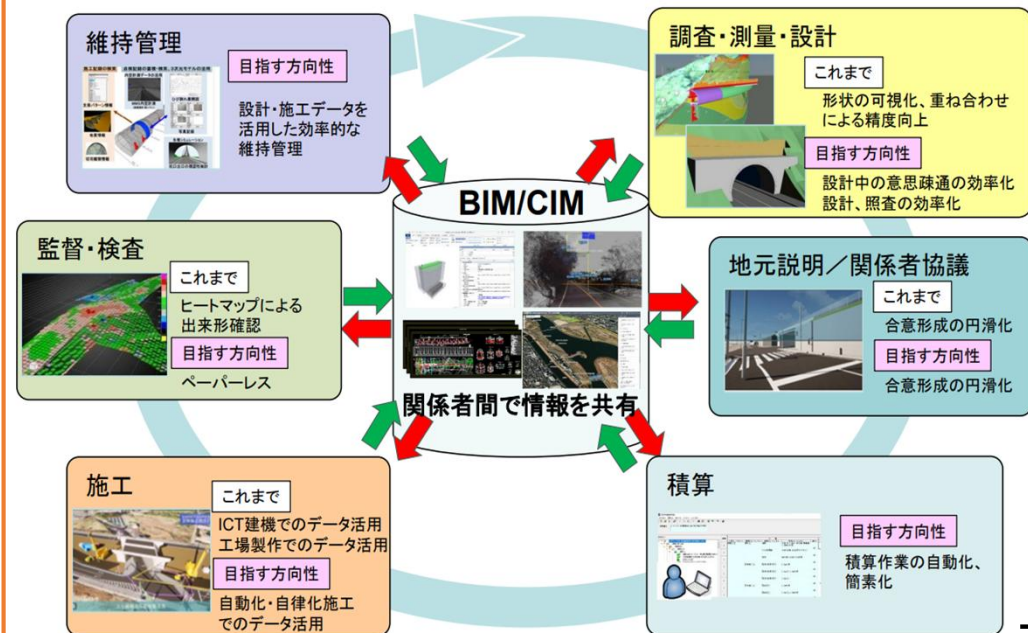 維持管理
目指す方向性
設計・施工データを
活用した効率的な
維持管理
調査・測量・設計
これまで
形状の可視化、重ね合わせ
による精度向上
目指す方向性
設計中の意思疎通の効率化
設計、照査の効率化
BIM/CIM
関係者間で情報を共有
監督・検査
これまで
ヒートマップによる
出来形確認
目指す方向性
ペーパーレス
地元説明／関係者協議
これまで
合意形成の円滑化
目指す方向性
合意形成の円滑化
施工
これまで
ICT建機でのデータ活用
工場製作でのデータ活用
目指す方向性
自動化・自律化施工
でのデータ活用
積算
目指す方向性
積算作業の自動化、
簡素化